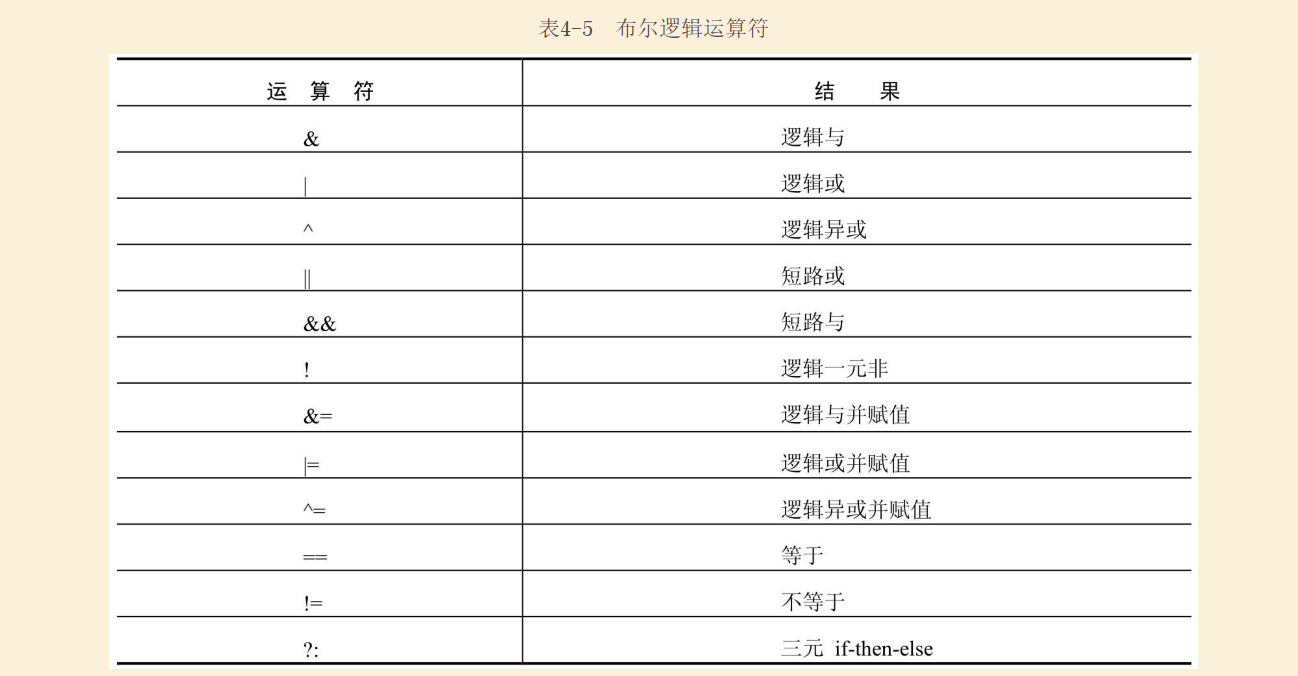 表4-5 布尔逻辑运算符
运 算 符 结 果
& 逻辑与
| 逻辑或
^ 逻辑异或
|| 短路或
&& 短路与
! 逻辑一元非
&= 逻辑与并赋值
|= 逻辑或并赋值
^= 逻辑异或并赋值
== 等于
!= 不等于
?: 三元 if-then-else